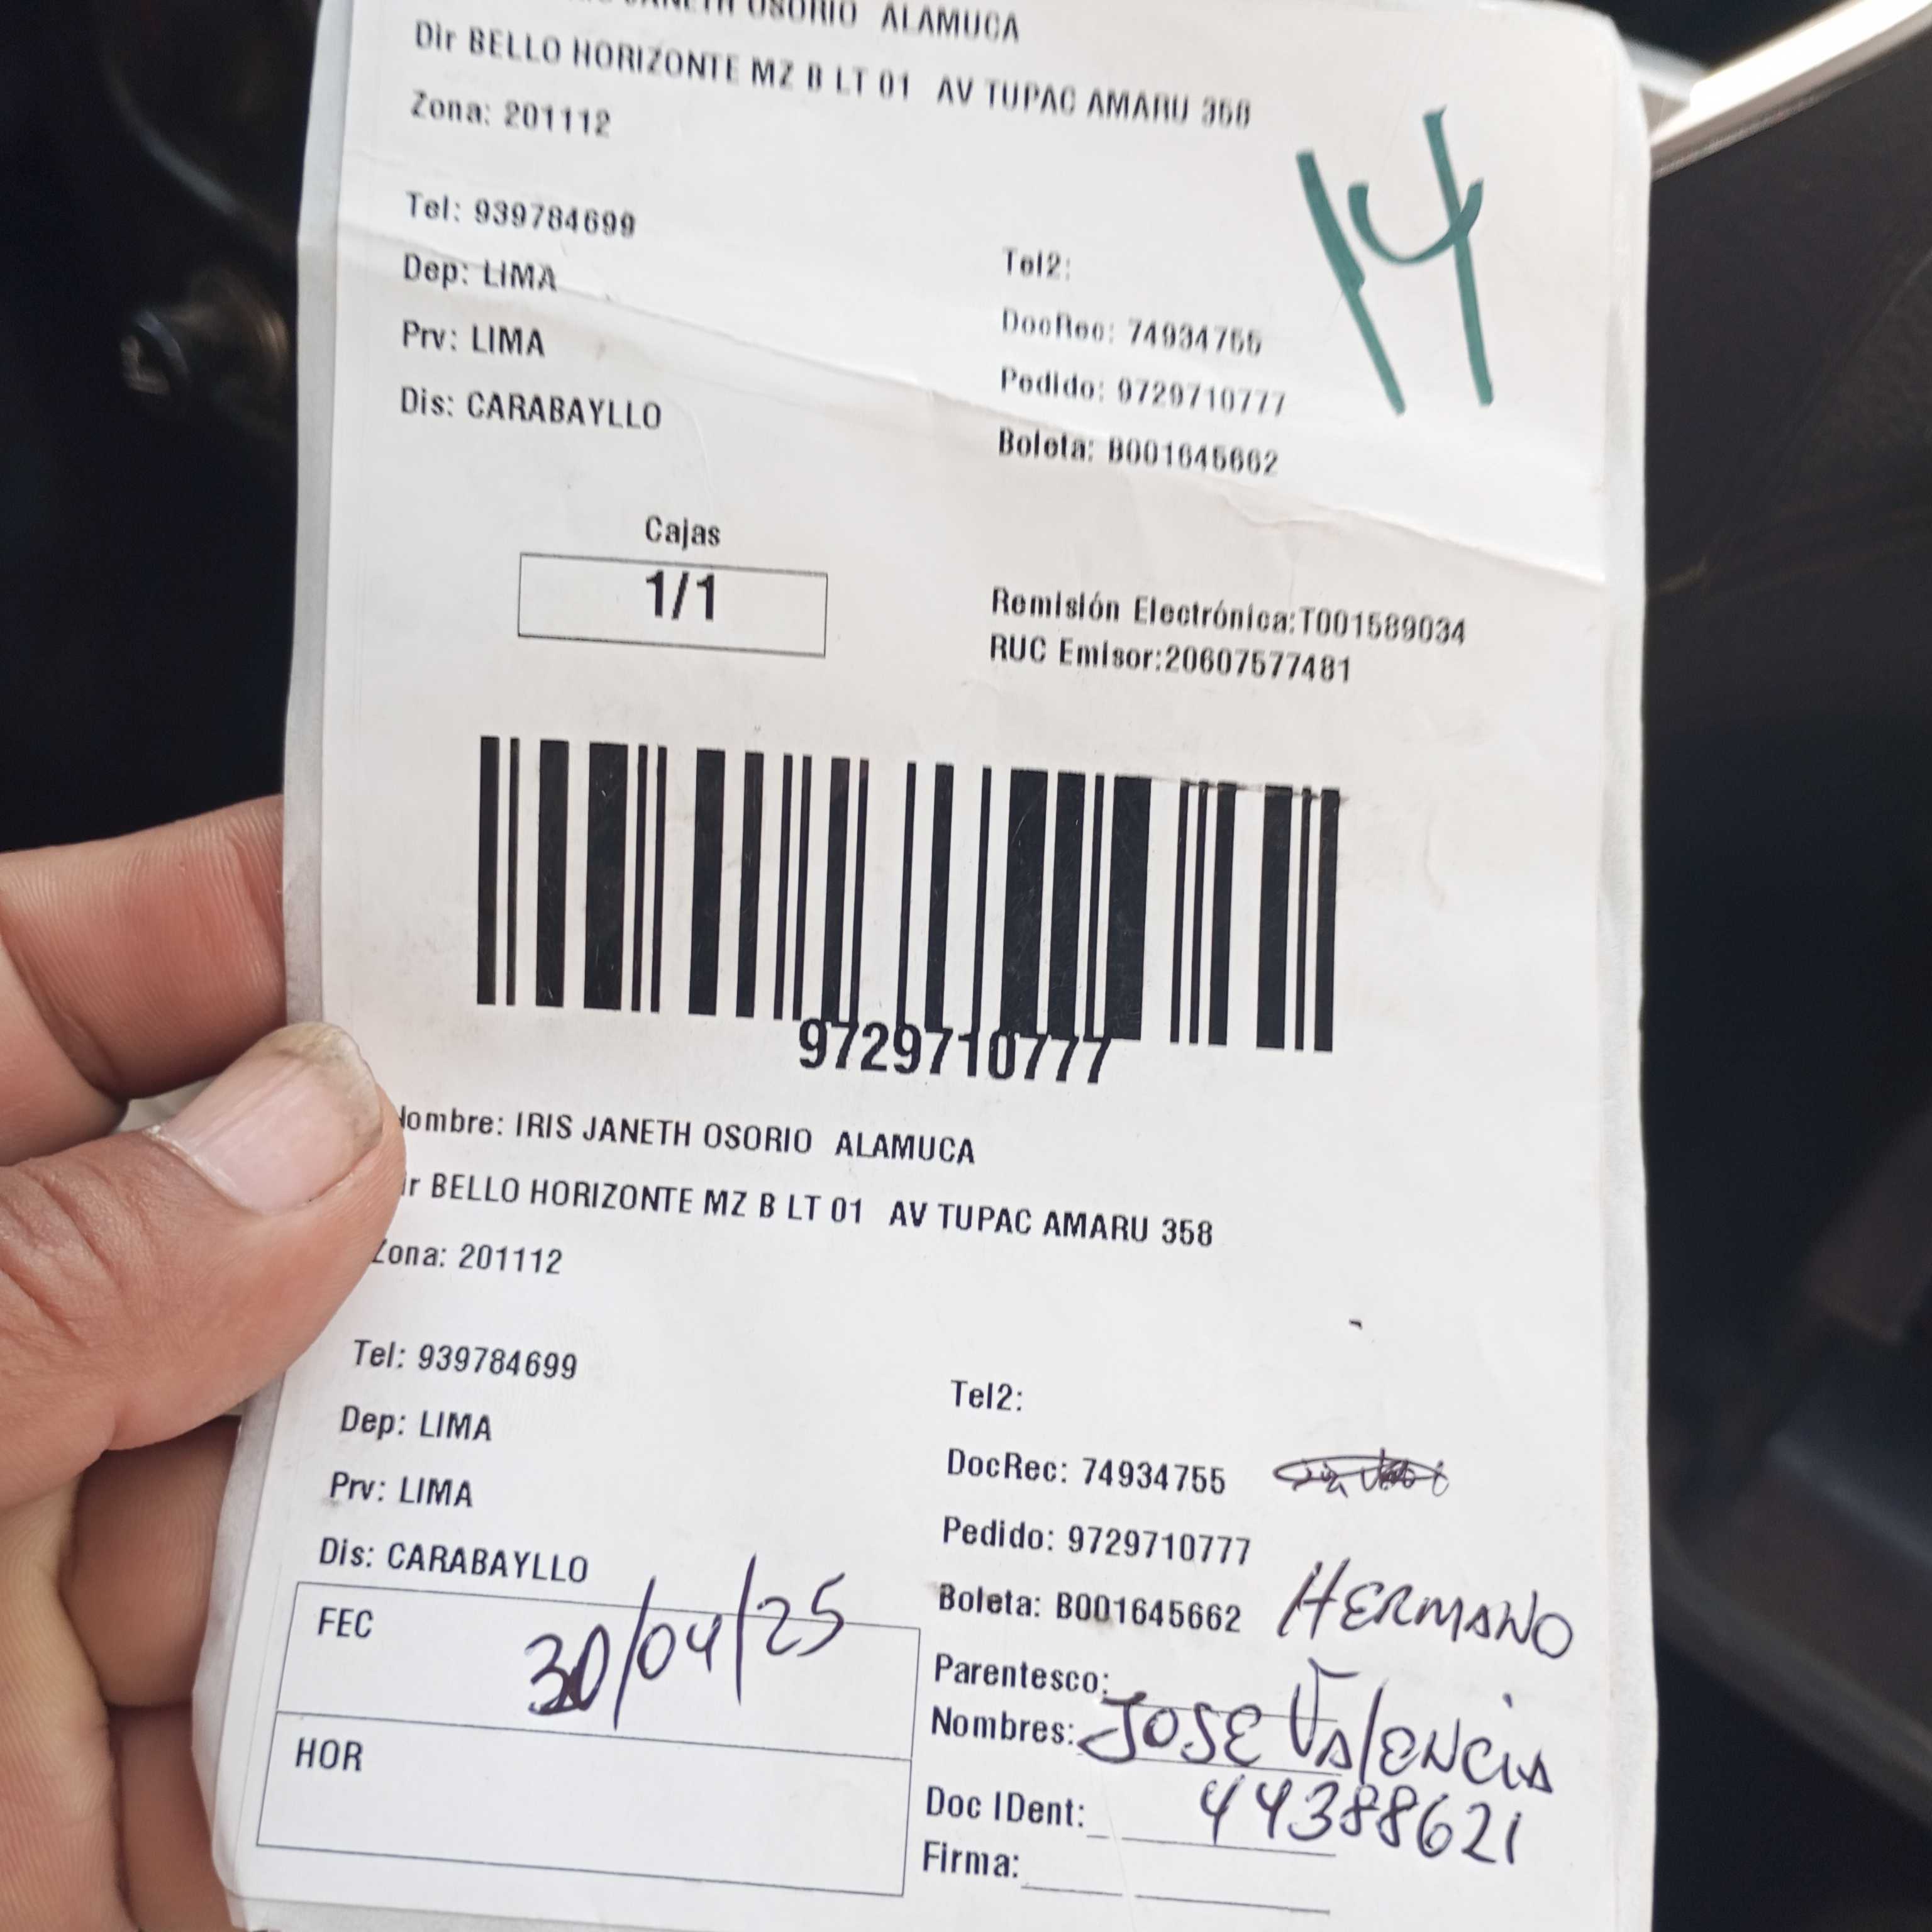 JANETH OSORIO ALAMUCA
Dir BELLO HORIZONTE MZ B LT 01 AV TUPAC AMARU 358
Zona: 201112
14
Tel: 939784699
Tel2:
Dep: LIMA
DocRec: 74934755
Prv: LIMA
Pedido: 9729710777
Dis: CARABAYLLO
Boleta: B001645662
Cajas
1/1
Remisión Electrónica:T001589034
RUC Emisor:20607577481
9729710777
Nombre: IRIS JANETH OSORIO ALAMUCA
ir BELLO HORIZONTE MZ B LT 01 AV TUPAC AMARU 358
Zona: 201112
Tel: 939784699
Tel2:
Dep: LIMA
DocRec: 74934755
Prv: LIMA
Pedido: 9729710777
Dis: CARABAYLLO
Boleta: B001645662 HERMANO
FEC 30/04/25
Parentesco:
Nombres: JOSE VALENCIA
HOR
Doc IDent: 44388621
Firma: